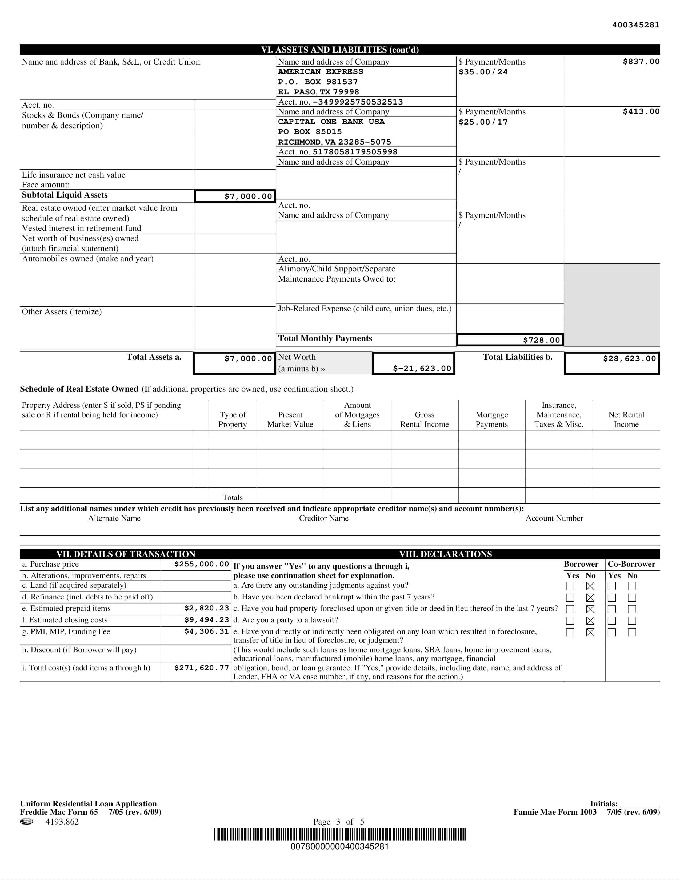 400345281
VI. ASSETS AND LIABILITIES (cont'd)
Name and address of Bank, S&L, or Credit Union
Acct. no.
Stocks & Bonds (Company name/
number & description)
Life insurance net cash value
Face amount:
Subtotal Liquid Assets $7,000.00
Real estate owned (enter market value from
schedule of real estate owned)
Vested interest in retirement fund
Net worth of business(es) owned
(attach financial statement)
Automobiles owned (make and year)
Other Assets (itemize)
Total Assets a. $7,000.00
Name and address of Company $ Payment/Months $837.00
AMERICAN EXPRESS $35.00/24
P.O. BOX 981537
EL PASO, TX 79998
Acct. no. -3499925750532513
Name and address of Company $ Payment/Months $413.00
CAPITAL ONE BANK USA $25.00/17
PO BOX 85015
RICHMOND, VA 23285-5075
Acct. no. 5178058179505998
Name and address of Company $ Payment/Months
/
Acct. no.
Name and address of Company $ Payment/Months
/
Acct. no.
Alimony/Child Support/Separate
Maintenance Payments Owed to:
Job-Related Expense (child care, union dues, etc.)
Total Monthly Payments $728.00
Net Worth
(a minus b) » $-21,623.00
Total Liabilities b. $28,623.00
Schedule of Real Estate Owned (If additional properties are owned, use continuation sheet.)
Property Address (enter S if sold, PS if pending
sale or R if rental being held for income)
Type of
Property
Present
Market Value
Amount
of Mortgages
& Liens
Gross
Rental Income
Mortgage
Payments
Insurance,
Maintenance,
Taxes & Misc.
Net Rental
Income
Totals
List any additional names under which credit has previously been received and indicate appropriate creditor name(s) and account number(s):
Alternate Name Creditor Name Account Number
VII. DETAILS OF TRANSACTION
a. Purchase price $255,000.00
b. Alterations, improvements, repairs
c. Land (if acquired separately)
d. Refinance (incl. debts to be paid off)
e. Estimated prepaid items $2,820.23
f. Estimated closing costs $9,494.23
g. PMI, MIP, Funding Fee $4,306.31
h. Discount (if Borrower will pay)
i. Total cost(s) (add items a through h) $271,620.77
VIII. DECLARATIONS
If you answer "Yes" to any questions a through i,
please use continuation sheet for explanation.
Borrower Co-Borrower
Yes No Yes No
a. Are there any outstanding judgments against you?
b. Have you been declared bankrupt within the past 7 years?
c. Have you had property foreclosed upon or given title or deed in lieu thereof in the last 7 years?
d. Are you a party to a lawsuit?
e. Have you directly or indirectly been obligated on any loan which resulted in foreclosure,
transfer of title in lieu of foreclosure, or judgment?
(This would include such loans as home mortgage loans, SBA loans, home improvement loans,
educational loans, manufactured (mobile) home loans, any mortgage, financial
obligation, bond, or loan guarantee. If "Yes," provide details, including date, name, and address of
Lender, FHA or VA case number, if any, and reasons for the action.)
Uniform Residential Loan Application
Freddie Mac Form 65 7/05 (rev. 6/09)
4193.862
Page 3 of 5
Initials:
Fannie Mae Form 1003 7/05 (rev. 6/09)
00780000000400345281